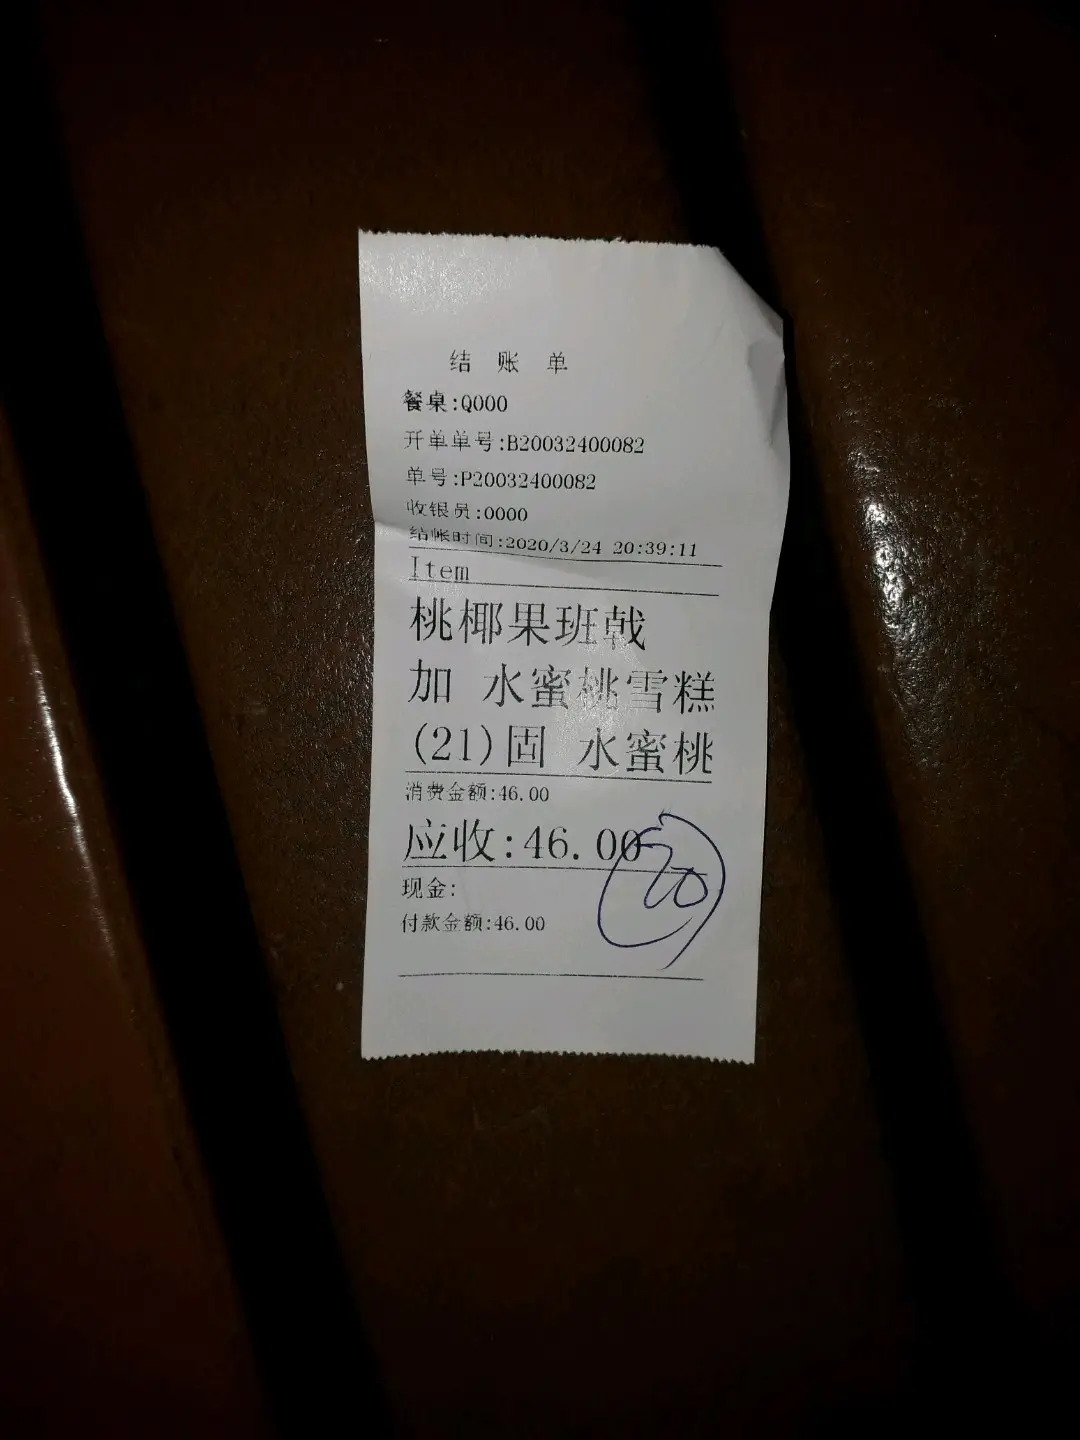 结 账 单
餐桌:Q000
开单单号:B20032400082
单号:P20032400082
收银员:0000
结帐时间:2020/3/24 20:39:11
Item
桃椰果班戟
加 水蜜桃雪糕
(21)固 水蜜桃
消费金额:46.00
应收:46.00
20
现金:
付款金额:46.00